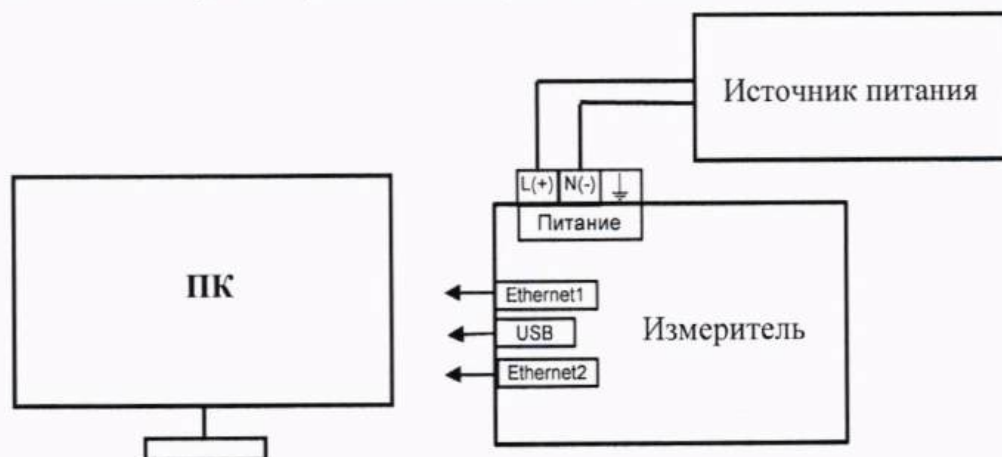 Источник питания
L(+) N(-)
Питание
ПК
Ethernet1
USB
Измеритель
Ethernet2